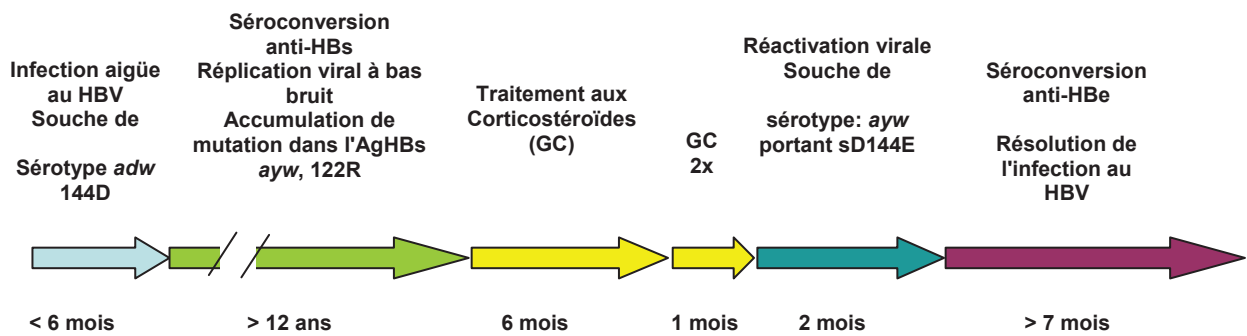 Infection aigüe
au HBV
Souche de
Sérotype adw
144D
Séroconversion
anti-HBs
Réplication viral à bas
bruit
Accumulation de
mutation dans l'AgHBs
ayw, 122R
Traitement aux
Corticostéroïdes
(GC)
GC
2x
Réactivation virale
Souche de
sérotype: ayw
portant sD144E
Séroconversion
anti-HBe
Résolution de
l'infection au
HBV
< 6 mois
> 12 ans
6 mois
1 mois
2 mois
> 7 mois